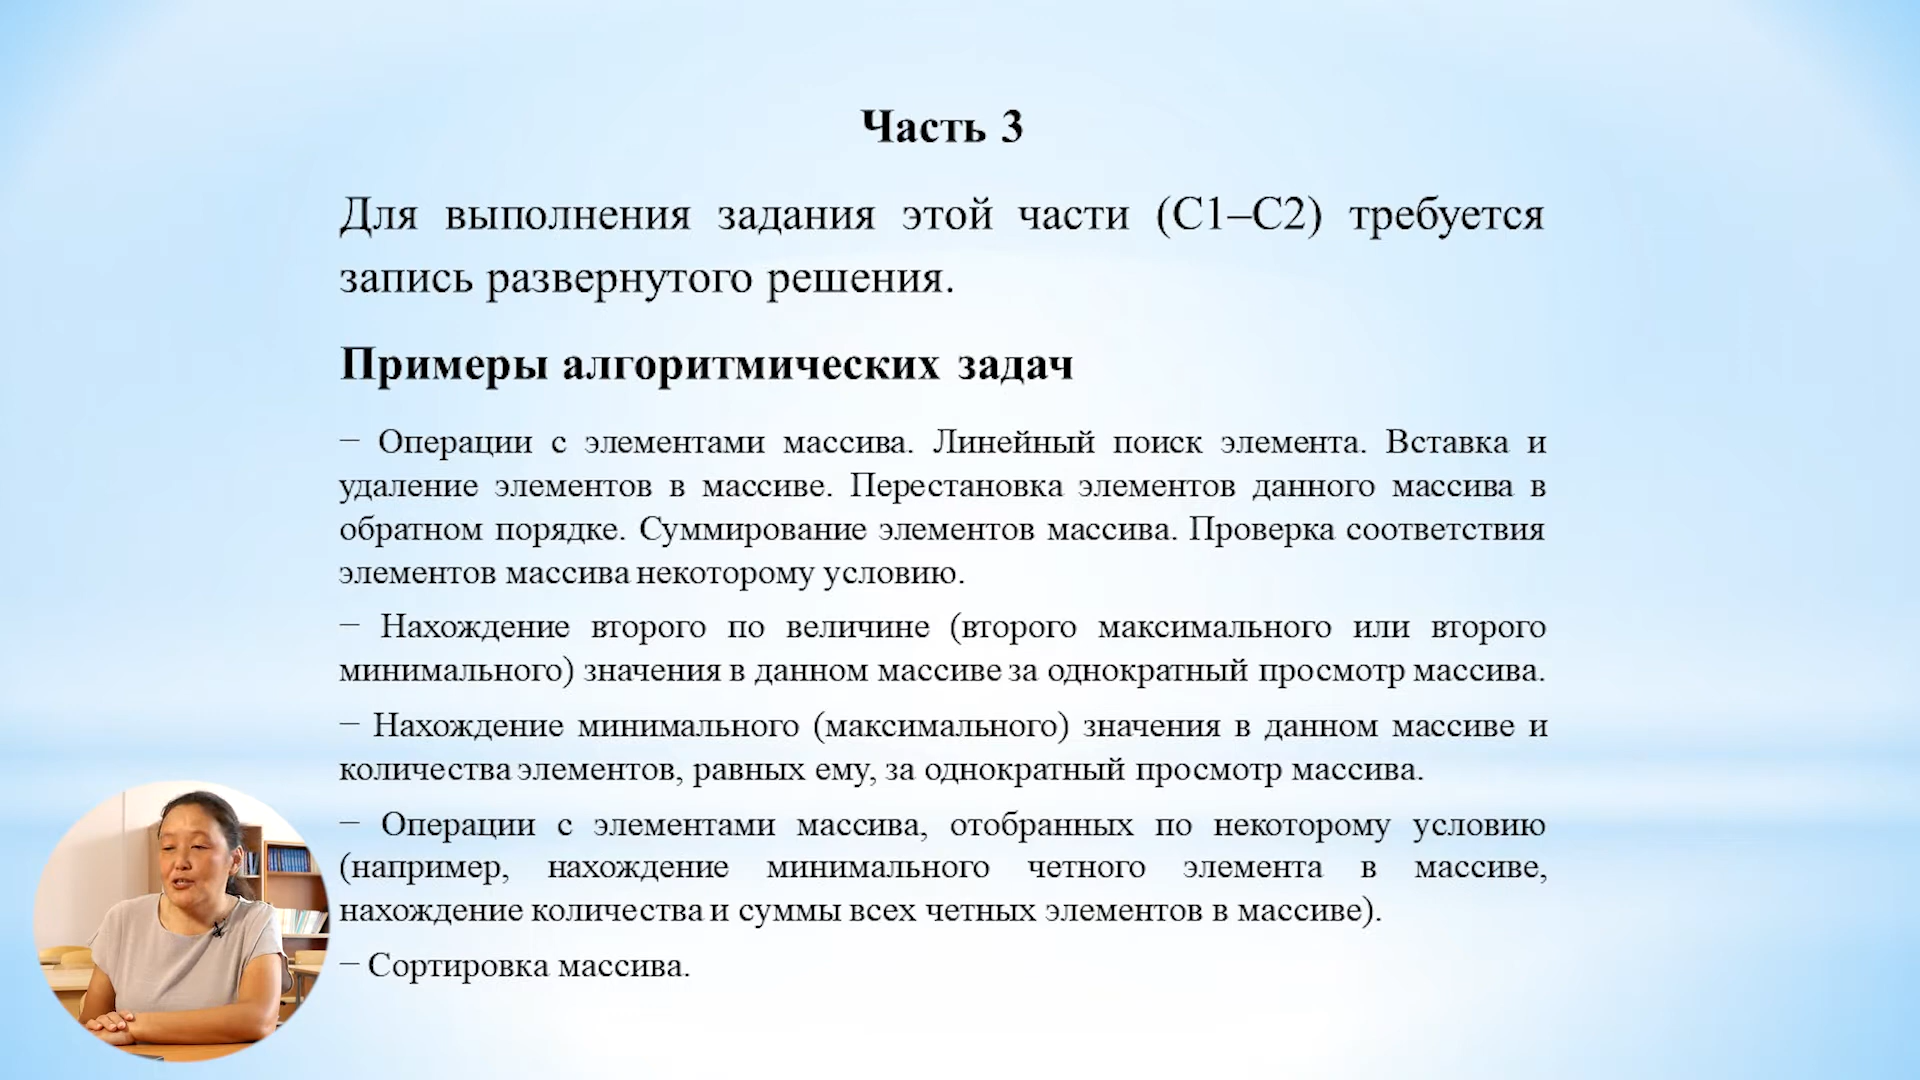 Часть 3
Для выполнения задания этой части (С1–С2) требуется
запись развернутого решения.
Примеры алгоритмических задач
− Операции с элементами массива. Линейный поиск элемента. Вставка и
удаление элементов в массиве. Перестановка элементов данного массива в
обратном порядке. Суммирование элементов массива. Проверка соответствия
элементов массива некоторому условию.
− Нахождение второго по величине (второго максимального или второго
минимального) значения в данном массиве за однократный просмотр массива.
− Нахождение минимального (максимального) значения в данном массиве и
количества элементов, равных ему, за однократный просмотр массива.
− Операции с элементами массива, отобранных по некоторому условию
(например, нахождение минимального четного элемента в массиве,
нахождение количества и суммы всех четных элементов в массиве).
− Сортировка массива.